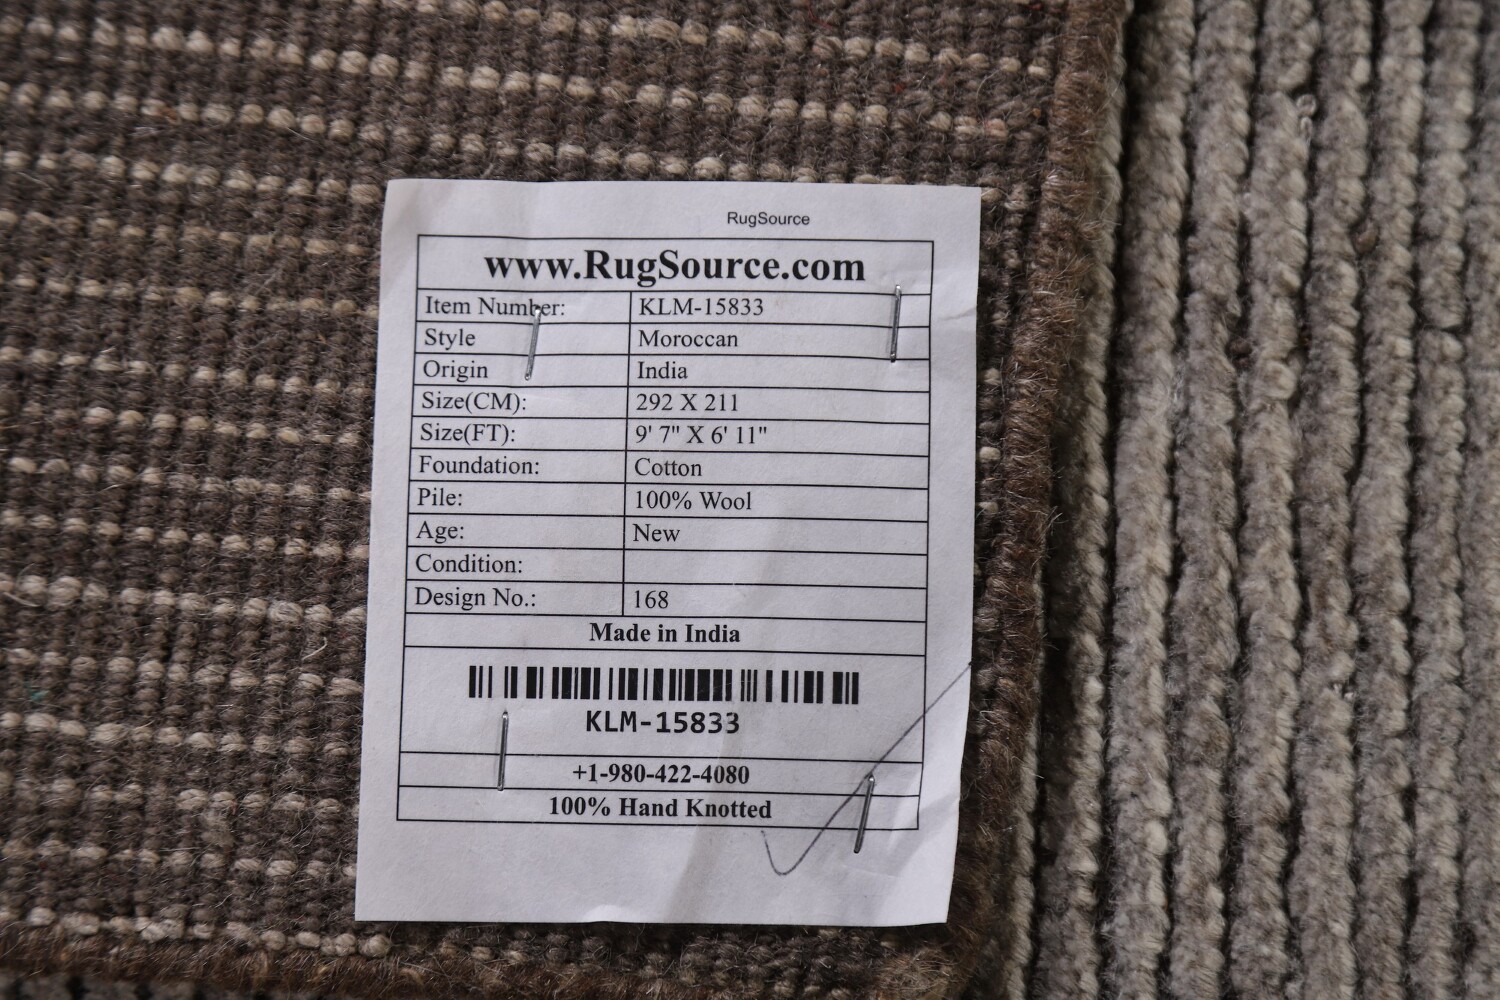 RugSource
www.RugSource.com
Item Number: KLM-15833
Style Moroccan
Origin India
Size(CM): 292 X 211
Size(FT): 9' 7" X 6' 11"
Foundation: Cotton
Pile: 100% Wool
Age: New
Condition:
Design No.: 168
Made in India
KLM-15833
+1-980-422-4080
100% Hand Knotted